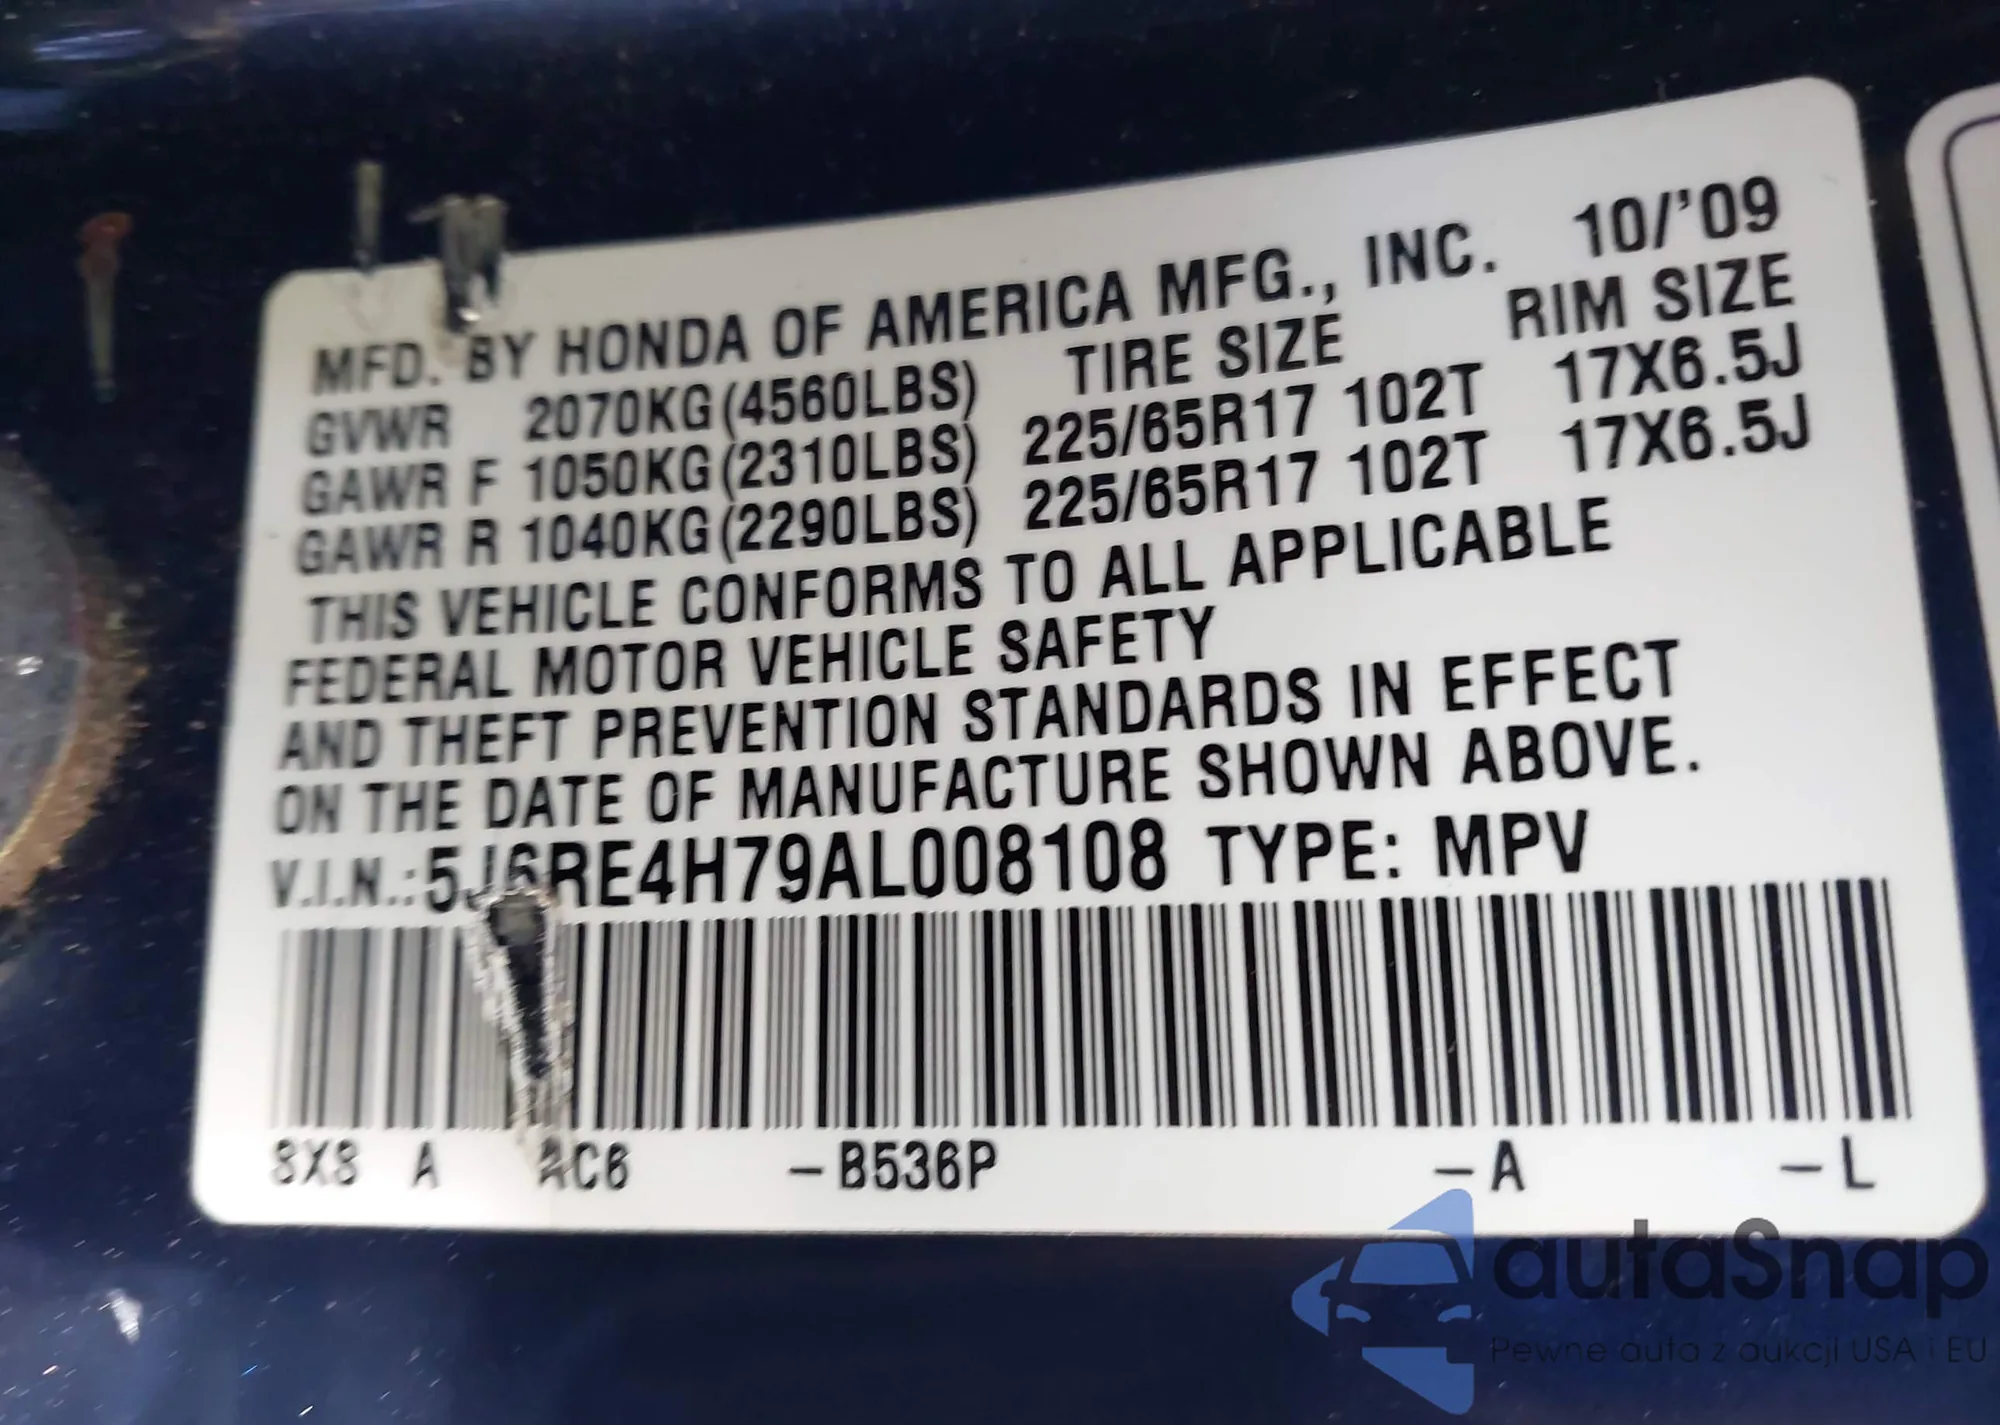 MFD. BY HONDA OF AMERICA MFG., INC. 10/'09
GVWR 2070KG(4560LBS) TIRE SIZE RIM SIZE
GAWR F 1050KG(2310LBS) 225/65R17 102T 17X6.5J
GAWR R 1040KG(2290LBS) 225/65R17 102T 17X6.5J
THIS VEHICLE CONFORMS TO ALL APPLICABLE
FEDERAL MOTOR VEHICLE SAFETY
AND THEFT PREVENTION STANDARDS IN EFFECT
ON THE DATE OF MANUFACTURE SHOWN ABOVE.
V.I.N.:5J6RE4H79AL008108 TYPE: MPV
SXS A AC6 -B536P -A -L
autaSnap
Pewne auta z aukcji USA i EU